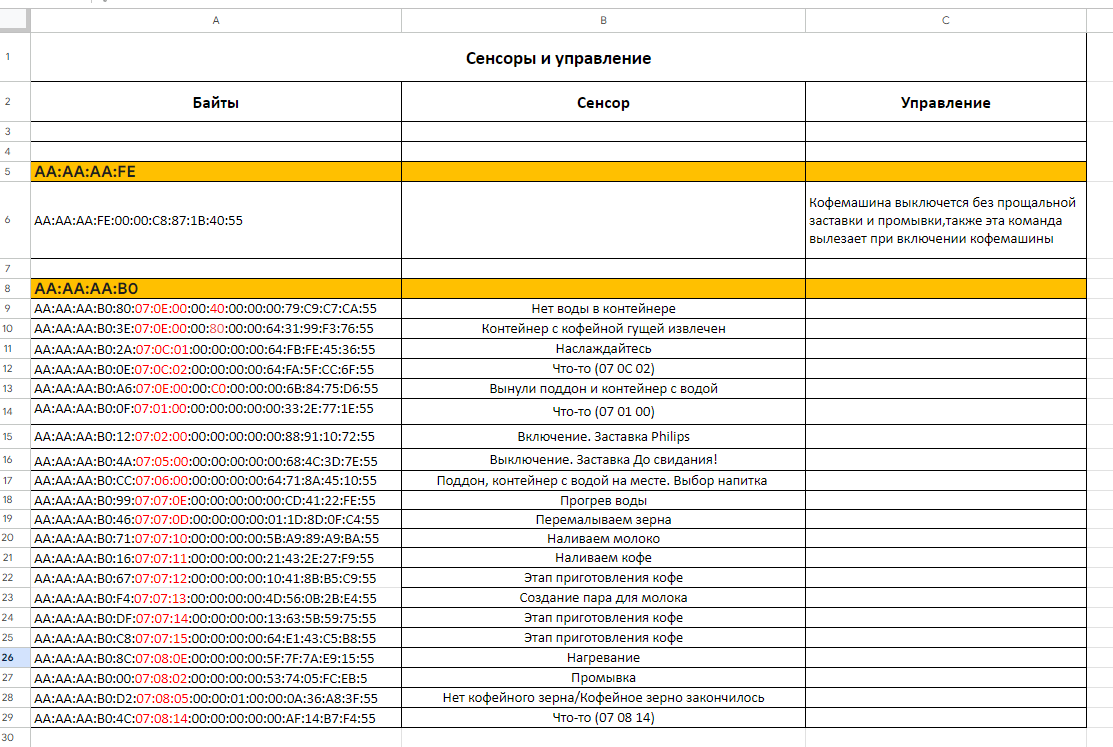 A B C
1 Сенсоры и управление
2 Байты Сенсор Управление
3
4
5 AA:AA:AA:FE
Кофемашина выключется без прощальной
6 AA:AA:AA:FE:00:00:C8:87:1B:40:55 заставки и промывки,также эта команда
вылезает при включении кофемашины
7
8 AA:AA:AA:B0
9 AA:AA:AA:B0:80:07:0E:00:00:40:00:00:00:79:C9:C7:CA:55 Нет воды в контейнере
10 AA:AA:AA:B0:3E:07:0E:00:00:80:00:00:64:31:99:F3:76:55 Контейнер с кофейной гущей извлечен
11 AA:AA:AA:B0:2A:07:0C:01:00:00:00:00:64:FB:FE:45:36:55 Наслаждайтесь
12 AA:AA:AA:B0:0E:07:0C:02:00:00:00:00:64:FA:5F:CC:6F:55 Что-то (07 0C 02)
13 AA:AA:AA:B0:A6:07:0E:00:00:C0:00:00:00:6B:84:75:D6:55 Вынули поддон и контейнер с водой
14 AA:AA:AA:B0:0F:07:01:00:00:00:00:00:00:33:2E:77:1E:55 Что-то (07 01 00)
15 AA:AA:AA:B0:12:07:02:00:00:00:00:00:00:88:91:10:72:55 Включение. Заставка Philips
16 AA:AA:AA:B0:4A:07:05:00:00:00:00:00:00:68:4C:3D:7E:55 Выключение. Заставка До свидания!
17 AA:AA:AA:B0:CC:07:06:00:00:00:00:00:64:71:8A:45:10:55 Поддон, контейнер с водой на месте. Выбор напитка
18 AA:AA:AA:B0:99:07:07:0E:00:00:00:00:00:CD:41:22:FE:55 Прогрев воды
19 AA:AA:AA:B0:46:07:07:0D:00:00:00:00:01:1D:8D:0F:C4:55 Перемалываем зерна
20 AA:AA:AA:B0:71:07:07:10:00:00:00:00:5B:A9:89:A9:BA:55 Наливаем молоко
21 AA:AA:AA:B0:16:07:07:11:00:00:00:00:21:43:2E:27:F9:55 Наливаем кофе
22 AA:AA:AA:B0:67:07:07:12:00:00:00:00:10:41:8B:B5:C9:55 Этап приготовления кофе
23 AA:AA:AA:B0:F4:07:07:13:00:00:00:00:4D:56:0B:2B:E4:55 Создание пара для молока
24 AA:AA:AA:B0:DF:07:07:14:00:00:00:00:13:63:5B:59:75:55 Этап приготовления кофе
25 AA:AA:AA:B0:C8:07:07:15:00:00:00:00:64:E1:43:C5:B8:55 Этап приготовления кофе
26 AA:AA:AA:B0:8C:07:08:0E:00:00:00:00:5F:7F:7A:E9:15:55 Нагревание
27 AA:AA:AA:B0:00:07:08:02:00:00:00:00:53:74:05:FC:EB:5 Промывка
28 AA:AA:AA:B0:D2:07:08:05:00:00:01:00:00:0A:36:A8:3F:55 Нет кофейного зерна/Кофейное зерно закончилось
29 AA:AA:AA:B0:4C:07:08:14:00:00:00:00:00:AF:14:B7:F4:55 Что-то (07 08 14)
30